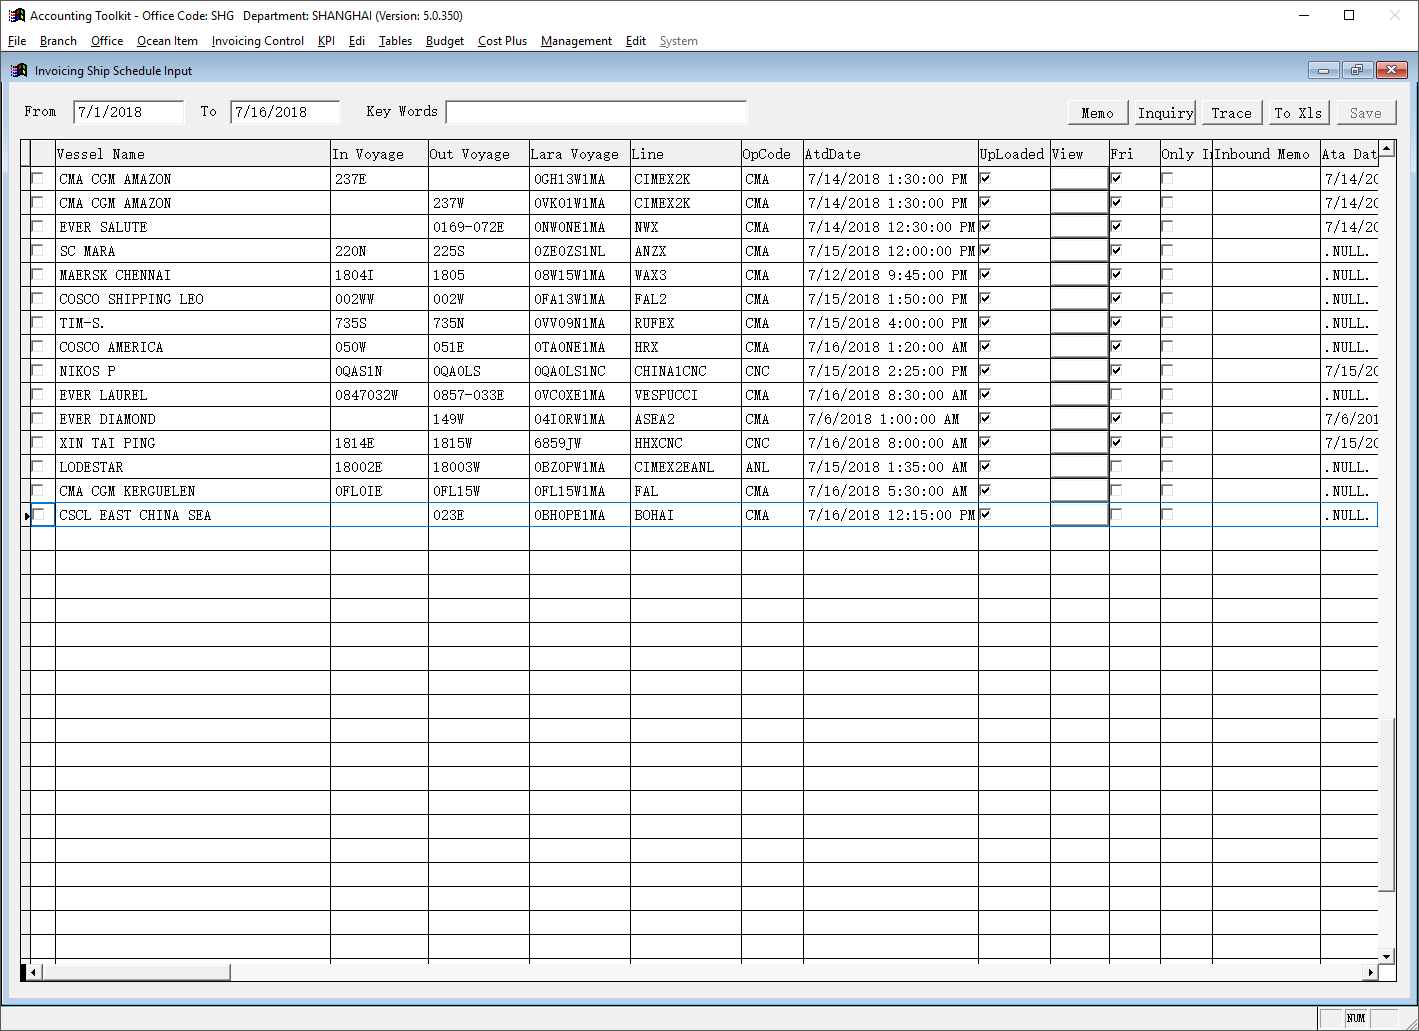 Accounting Toolkit - Office Code: SHG Department: SHANGHAI (Version: 5.0.350)
File Branch Office Ocean Item Invoicing Control KPI Edi Tables Budget Cost Plus Management Edit System
Invoicing Ship Schedule Input
From 7/1/2018 To 7/16/2018 Key Words Memo Inquiry Trace To Xls Save
Vessel Name In Voyage Out Voyage Lara Voyage Line OpCode AtdDate UpLoaded View Fri Only I Inbound Memo Ata Dat
CMA CGM AMAZON 237E 0GH13W1MA CIMEX2K CMA 7/14/2018 1:30:00 PM 7/14/20
CMA CGM AMAZON 237W 0VK01W1MA CIMEX2K CMA 7/14/2018 1:30:00 PM 7/14/20
EVER SALUTE 0169-072E 0NW0NE1MA NWX CMA 7/14/2018 12:30:00 PM 7/14/20
SC MARA 220N 225S 0ZE0ZS1NL ANZX CMA 7/15/2018 12:00:00 PM .NULL.
MAERSK CHENNAI 1804I 1805 08W15W1MA WAX3 CMA 7/12/2018 9:45:00 PM .NULL.
COSCO SHIPPING LEO 002WW 002W 0FA13W1MA FAL2 CMA 7/15/2018 1:50:00 PM .NULL.
TIM-S. 735S 735N 0VV09N1MA RUFEX CMA 7/15/2018 4:00:00 PM .NULL.
COSCO AMERICA 050W 051E 0TA0NE1MA HRX CMA 7/16/2018 1:20:00 AM .NULL.
NIKOS P 0QAS1N 0QA0LS 0QA0LS1NC CHINA1CNC CNC 7/15/2018 2:25:00 PM 7/15/20
EVER LAUREL 0847032W 0857-033E 0VC0XE1MA VESPUCCI CMA 7/16/2018 8:30:00 AM .NULL.
EVER DIAMOND 149W 04I0RW1MA ASEA2 CMA 7/6/2018 1:00:00 AM 7/6/201
XIN TAI PING 1814E 1815W 6859JW HHXCNC CNC 7/16/2018 8:00:00 AM 7/15/20
LODESTAR 18002E 18003W 0BZ0PW1MA CIMEX2EANL ANL 7/15/2018 1:35:00 AM .NULL.
CMA CGM KERGUELEN 0FLOIE 0FL15W 0FL15W1MA FAL CMA 7/16/2018 5:30:00 AM .NULL.
CSCL EAST CHINA SEA 023E 0BH0PE1MA BOHAI CMA 7/16/2018 12:15:00 PM .NULL.
NUM